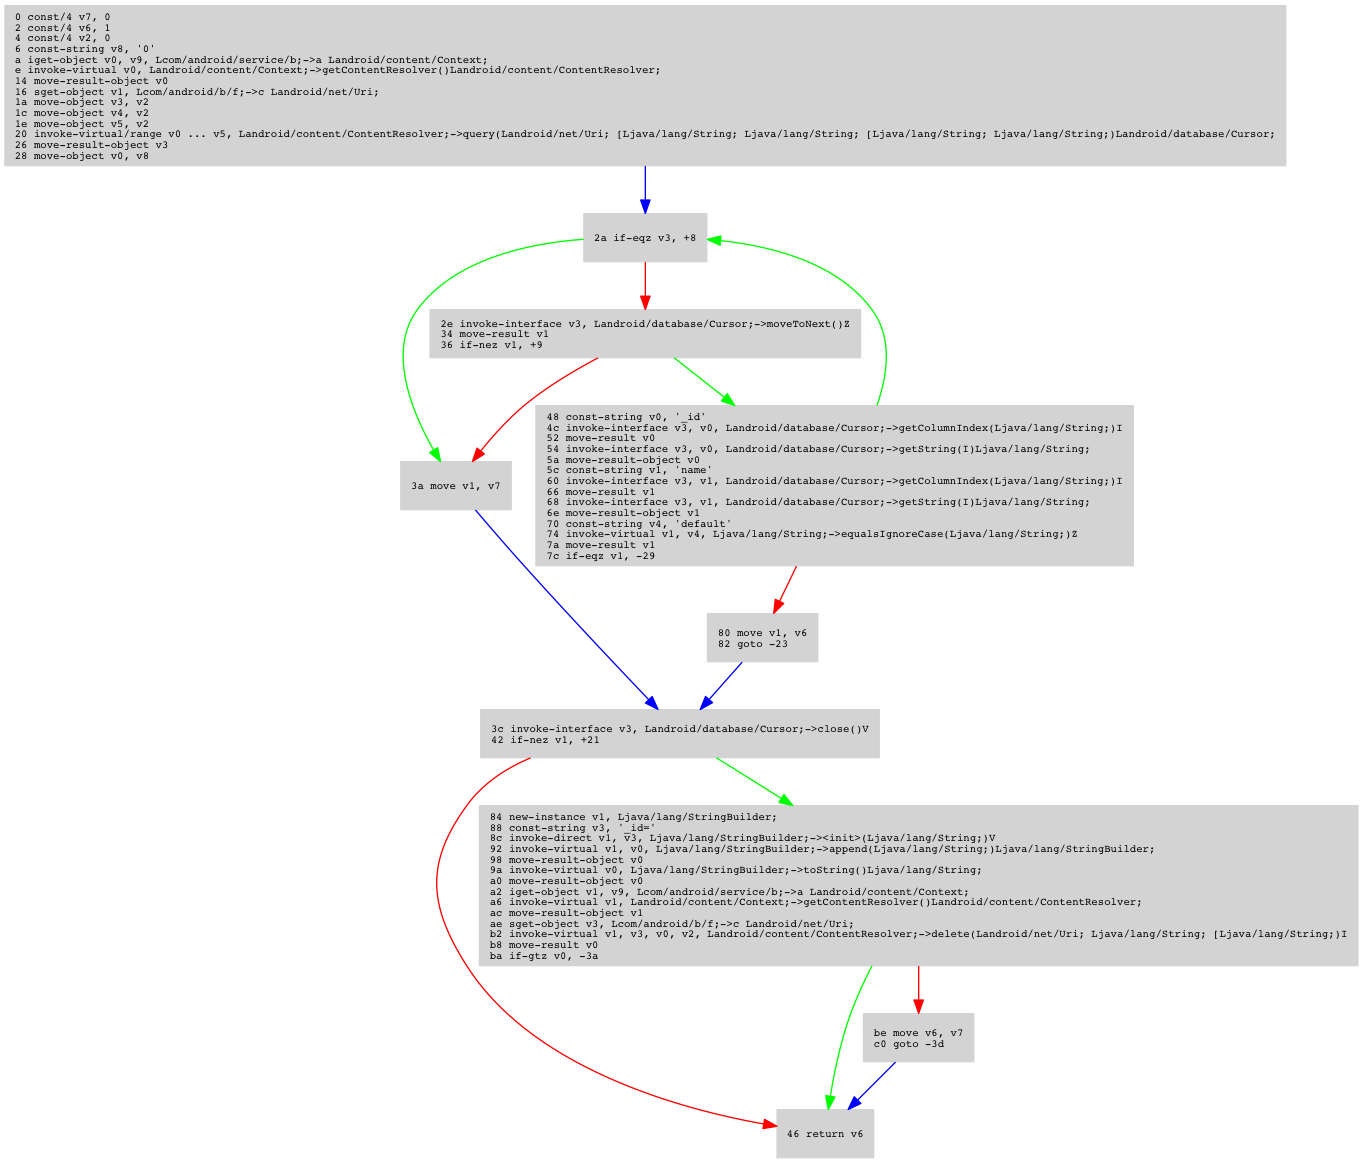 0 const/4 v7, 0
2 const/4 v6, 1
4 const/4 v2, 0
6 const-string v8, '0'
a iget-object v0, v9, Lcom/android/service/b;->a Landroid/content/Context;
e invoke-virtual v0, Landroid/content/Context;->getContentResolver()Landroid/content/ContentResolver;
14 move-result-object v0
16 sget-object v1, Lcom/android/b/f;->c Landroid/net/Uri;
1a move-object v3, v2
1c move-object v4, v2
1e move-object v5, v2
20 invoke-virtual/range v0 ... v5, Landroid/content/ContentResolver;->query(Landroid/net/Uri; [Ljava/lang/String; Ljava/lang/String; [Ljava/lang/String; Ljava/lang/String;)Landroid/database/Cursor;
26 move-result-object v3
28 move-object v0, v8
2a if-eqz v3, +8
2e invoke-interface v3, Landroid/database/Cursor;->moveToNext()Z
34 move-result v1
36 if-nez v1, +9
48 const-string v0, '_id'
4c invoke-interface v3, v0, Landroid/database/Cursor;->getColumnIndex(Ljava/lang/String;)I
52 move-result v0
54 invoke-interface v3, v0, Landroid/database/Cursor;->getString(I)Ljava/lang/String;
5a move-result-object v0
5c const-string v1, 'name'
60 invoke-interface v3, v1, Landroid/database/Cursor;->getColumnIndex(Ljava/lang/String;)I
66 move-result v1
68 invoke-interface v3, v1, Landroid/database/Cursor;->getString(I)Ljava/lang/String;
6e move-result-object v1
70 const-string v4, 'default'
74 invoke-virtual v1, v4, Ljava/lang/String;->equalsIgnoreCase(Ljava/lang/String;)Z
7a move-result v1
7c if-eqz v1, -29
3a move v1, v7
80 move v1, v6
82 goto -23
3c invoke-interface v3, Landroid/database/Cursor;->close()V
42 if-nez v1, +21
84 new-instance v1, Ljava/lang/StringBuilder;
88 const-string v3, '_id='
8c invoke-direct v1, v3, Ljava/lang/StringBuilder;-><init>(Ljava/lang/String;)V
92 invoke-virtual v1, v0, Ljava/lang/StringBuilder;->append(Ljava/lang/String;)Ljava/lang/StringBuilder;
98 move-result-object v0
9a invoke-virtual v0, Ljava/lang/StringBuilder;->toString()Ljava/lang/String;
a0 move-result-object v0
a2 iget-object v1, v9, Lcom/android/service/b;->a Landroid/content/Context;
a6 invoke-virtual v1, Landroid/content/Context;->getContentResolver()Landroid/content/ContentResolver;
ac move-result-object v1
ae sget-object v3, Lcom/android/b/f;->c Landroid/net/Uri;
b2 invoke-virtual v1, v3, v0, v2, Landroid/content/ContentResolver;->delete(Landroid/net/Uri; Ljava/lang/String; [Ljava/lang/String;)I
b8 move-result v0
ba if-gtz v0, -3a
be move v6, v7
c0 goto -3d
46 return v6